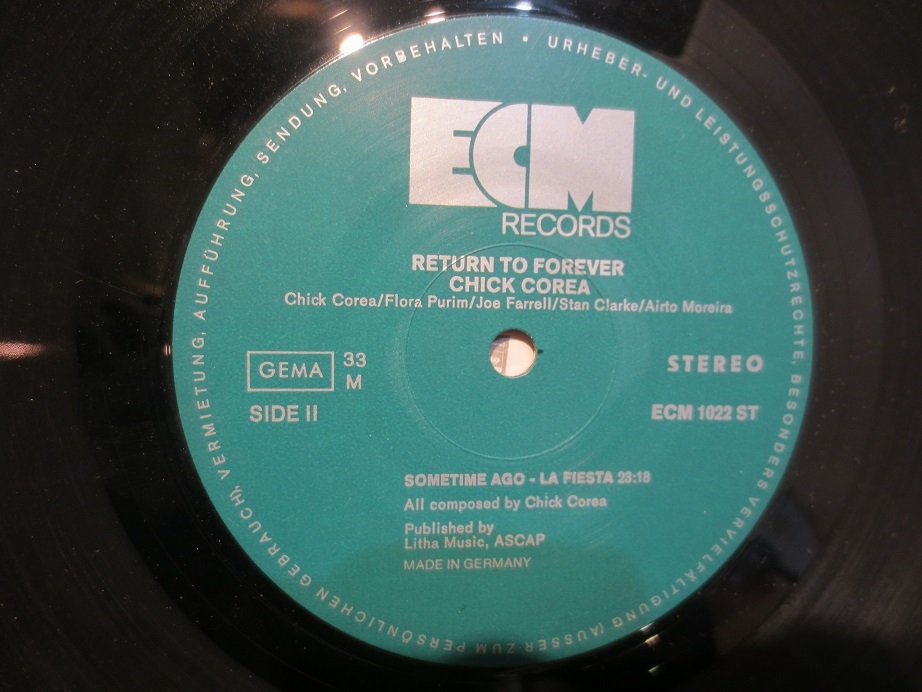 ECM
RECORDS
RETURN TO FOREVER
CHICK COREA
Chick Corea/Flora Purim/Joe Farrell/Stan Clarke/Airto Moreira
GEMA
33
M
STEREO
SIDE II
ECM 1022 ST
SOMETIME AGO - LA FIESTA 23:18
All composed by Chick Corea
Published by
Litha Music, ASCAP
MADE IN GERMANY
URHEBER- UND LEISTUNGSSCHUTZRECHTE, BESONDERS VERVIELFÄLTIGUNG (AUSSER ZUM PERSÖNLICHEN GEBRAUCH), VERMIETUNG, AUFFÜHRUNG, SENDUNG, VORBEHALTEN •